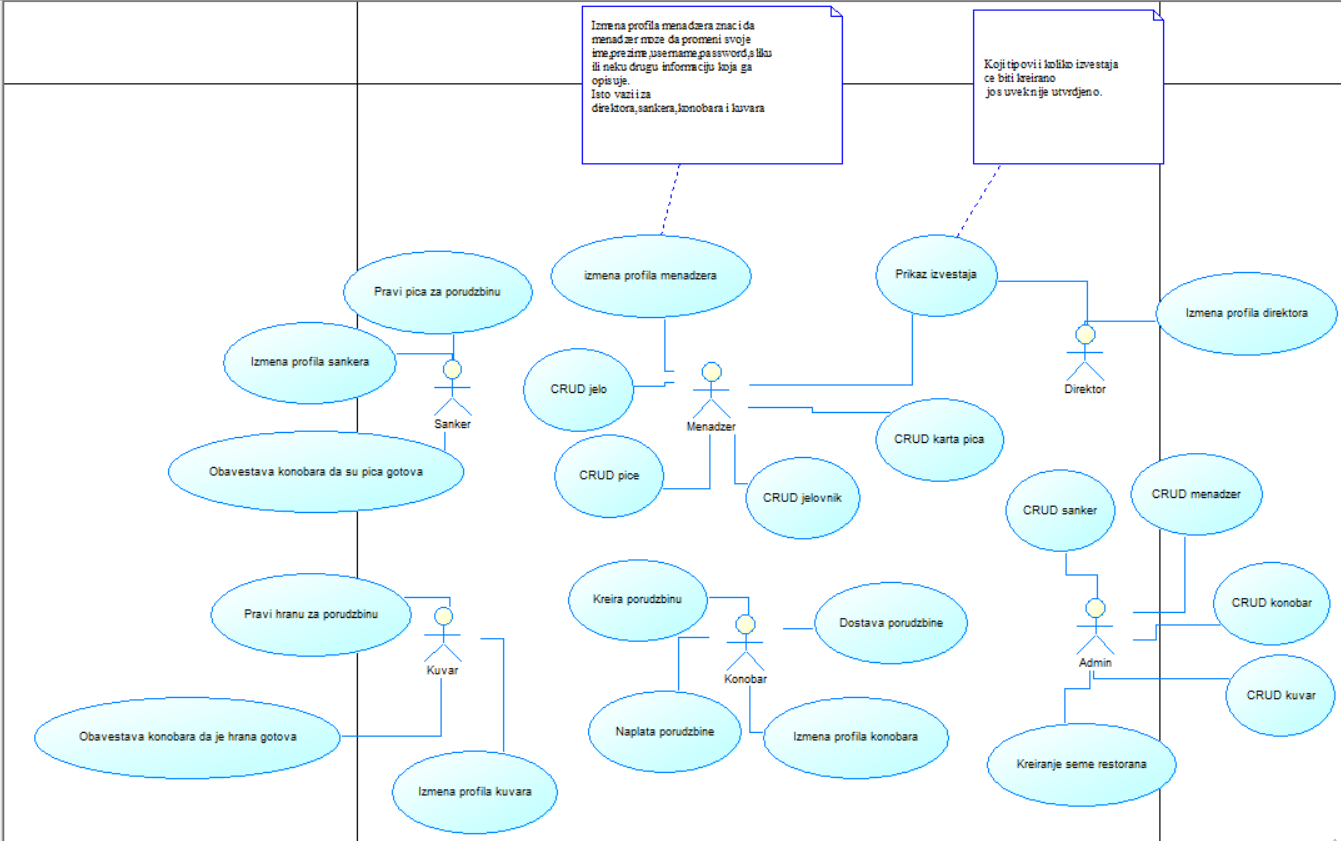 Izmena profila menadzera znaci da
menadzer moze da promeni svoje
ime,prezime,username,password,sliku
ili neku drugu informaciju koja ga
opisuje.
Isto vazi i za
direktora,sankera,konobara i kuvara
Koji tipovi i koliko izvestaja
ce biti kreirano
jos uvek nije utvrdjeno.
Pravi pica za porudzbinu
izmena profila menadzera
Prikaz izvestaja
Izmena profila direktora
Izmena profila sankera
Sanker
CRUD jelo
Menadzer
Direktor
CRUD karta pica
Obavestava konobara da su pica gotova
CRUD pice
CRUD jelovnik
CRUD sanker
CRUD menadzer
Pravi hranu za porudzbinu
Kuvar
Kreira porudzbinu
Konobar
Dostava porudzbine
CRUD konobar
Admin
CRUD kuvar
Obavestava konobara da je hrana gotova
Izmena profila kuvara
Naplata porudzbine
Izmena profila konobara
Kreiranje seme restorana